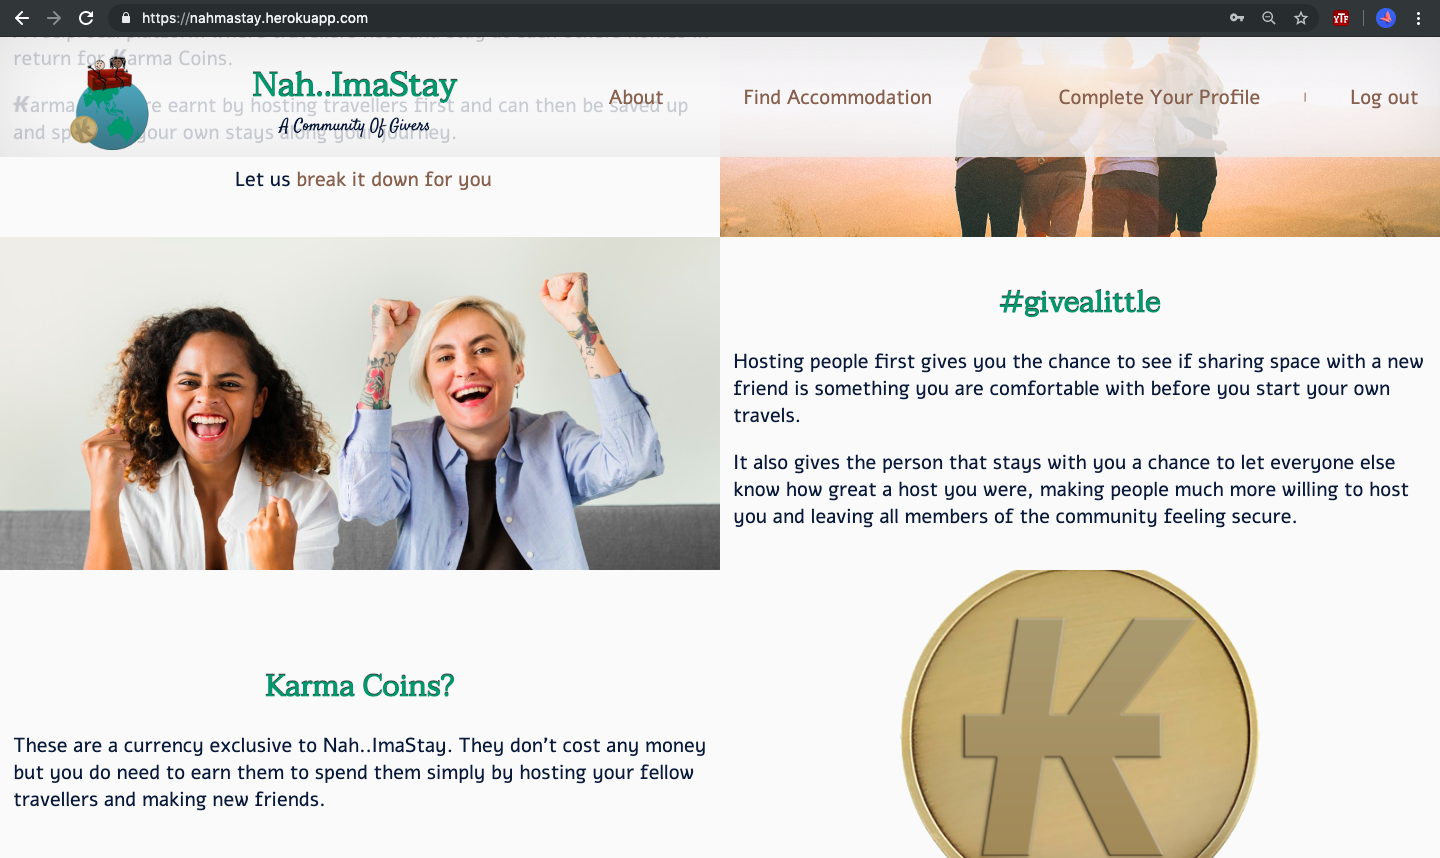 https://nahmastay.herokuapp.com
return for Karma Coins.
Nah..ImaStay
A Community Of Givers
About
Find Accommodation
Complete Your Profile
|
Log out
Karma are earnt by hosting travellers first and can then be saved up
and your own stays along your journey.
Let us break it down for you
#givealittle
Hosting people first gives you the chance to see if sharing space with a new
friend is something you are comfortable with before you start your own
travels.
It also gives the person that stays with you a chance to let everyone else
know how great a host you were, making people much more willing to host
you and leaving all members of the community feeling secure.
Karma Coins?
These are a currency exclusive to Nah..ImaStay. They don't cost any money
but you do need to earn them to spend them simply by hosting your fellow
travellers and making new friends.
K